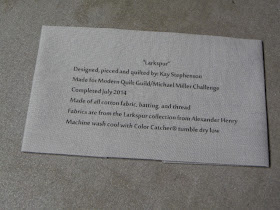 "Larkspur"
Designed, pieced and quilted by: Kay Stephenson
Made for Modern Quilt Guild/Michael Miller Challenge
Completed July 2014
Made of all cotton fabric, batting, and thread
Fabrics are from the Larkspur collection from Alexander Henry
Machine wash cool with Color Catcher® tumble dry low